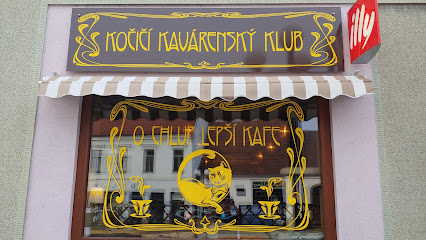 KOČIČÍ KAVÁRENSKÝ KLUB
illy
O CHLUP LEPŠÍ KAFE